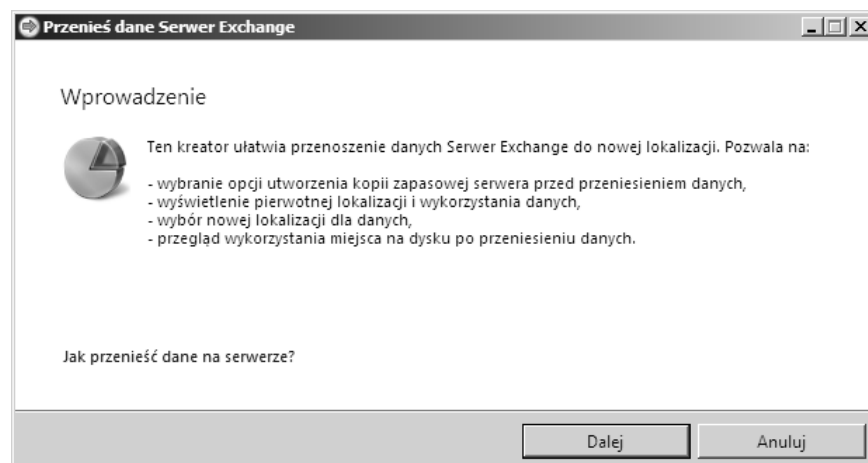 Przenieś dane Serwer Exchange
Wprowadzenie
Ten kreator ułatwia przenoszenie danych Serwer Exchange do nowej lokalizacji. Pozwala na:
- wybranie opcji utworzenia kopii zapasowej serwera przed przeniesieniem danych,
- wyświetlenie pierwotnej lokalizacji i wykorzystania danych,
- wybór nowej lokalizacji dla danych,
- przegląd wykorzystania miejsca na dysku po przeniesieniu danych.
Jak przenieść dane na serwerze?
Dalej
Anuluj